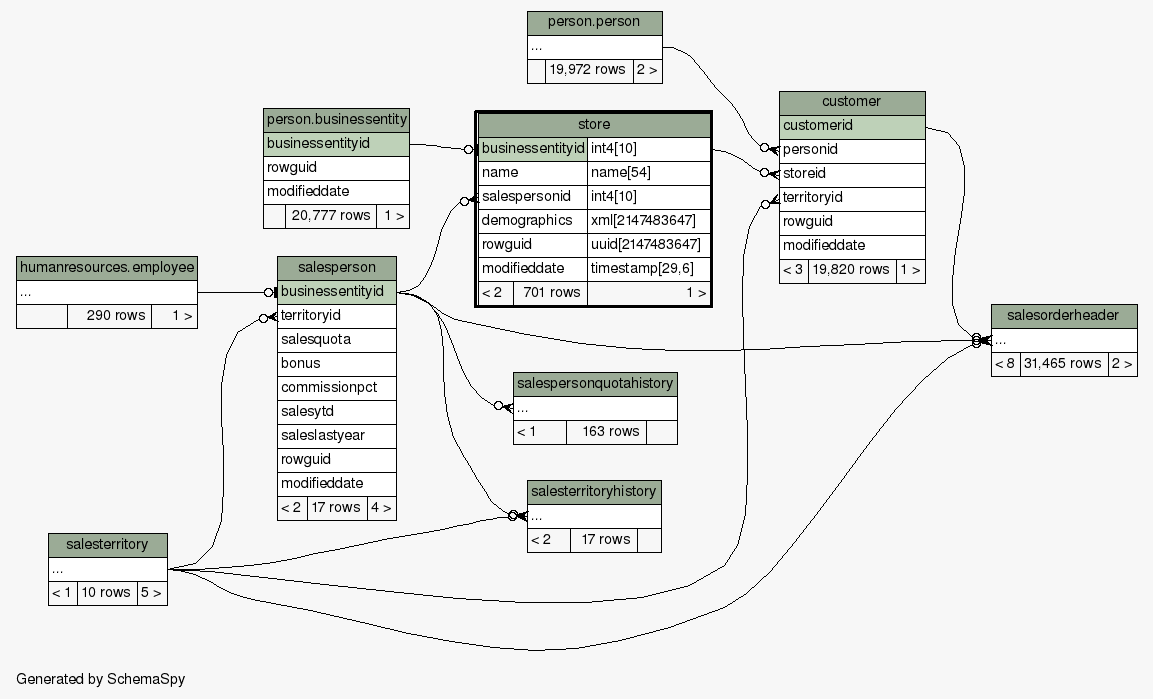 person.person
...
19,972 rows 2 >
person.businessentity
businessentityid
rowguid
modifieddate
20,777 rows 1 >
store
businessentityid int4[10]
name name[54]
salespersonid int4[10]
demographics xml[2147483647]
rowguid uuid[2147483647]
modifieddate timestamp[29,6]
< 2 701 rows 1 >
customer
customerid
personid
storeid
territoryid
rowguid
modifieddate
< 3 19,820 rows 1 >
humanresources.employee
...
290 rows 1 >
salesperson
businessentityid
territoryid
salesquota
bonus
commissionpct
salesytd
saleslastyear
rowguid
modifieddate
< 2 17 rows 4 >
salesorderheader
...
< 8 31,465 rows 2 >
salespersonquotahistory
...
< 1 163 rows
salesterritoryhistory
...
< 2 17 rows
salesterritory
...
< 1 10 rows 5 >
Generated by SchemaSpy